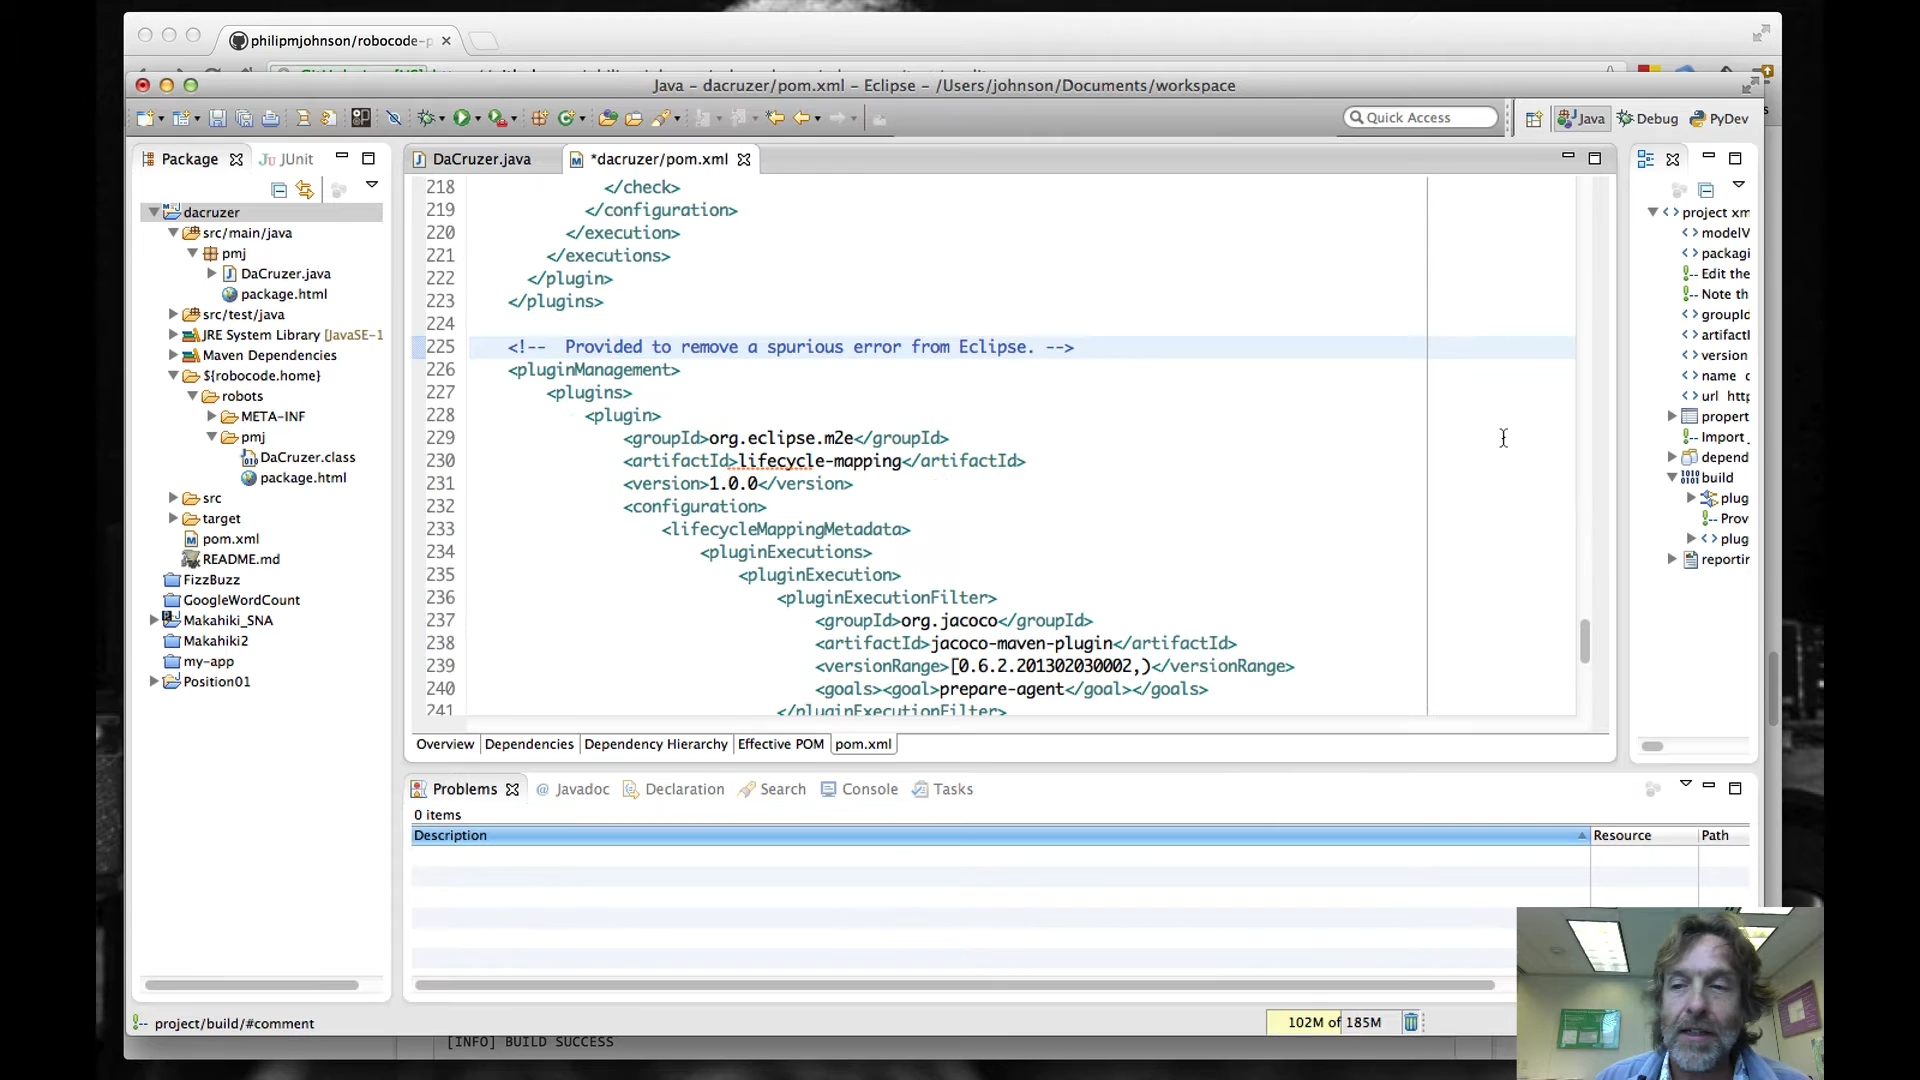 philipmjohnson/robocode-p
Java – dacruzer/pom.xml – Eclipse – /Users/johnson/Documents/workspace
Quick Access
Java
Debug
PyDev
Package
JUnit
DaCruzer.java
*dacruzer/pom.xml
dacruzer
src/main/java
pmj
DaCruzer.java
package.html
src/test/java
JRE System Library [JavaSE-1
Maven Dependencies
${robocode.home}
robots
META-INF
pmj
DaCruzer.class
package.html
src
target
pom.xml
README.md
FizzBuzz
GoogleWordCount
Makahiki_SNA
Makahiki2
my-app
Position01
218 </check>
219 </configuration>
220 </execution>
221 </executions>
222 </plugin>
223 </plugins>
224
225 <!-- Provided to remove a spurious error from Eclipse. -->
226 <pluginManagement>
227 <plugins>
228 <plugin>
229 <groupId>org.eclipse.m2e</groupId>
230 <artifactId>lifecycle-mapping</artifactId>
231 <version>1.0.0</version>
232 <configuration>
233 <lifecycleMappingMetadata>
234 <pluginExecutions>
235 <pluginExecution>
236 <pluginExecutionFilter>
237 <groupId>org.jacoco</groupId>
238 <artifactId>jacoco-maven-plugin</artifactId>
239 <versionRange>[0.6.2.201302030002,)</versionRange>
240 <goals><goal>prepare-agent</goal></goals>
241 </pluginExecutionFilter>
Overview
Dependencies
Dependency Hierarchy
Effective POM
pom.xml
project xm
modelV
packagi
Edit the
Note th
groupId
artifactI
version
name c
url htt
propert
Import
depend
build
plug
Prov
plug
reportir
Problems
@ Javadoc
Declaration
Search
Console
Tasks
0 items
Description
Resource
Path
project/build/#comment
102M of 185M
[INFO] BUILD SUCCESS